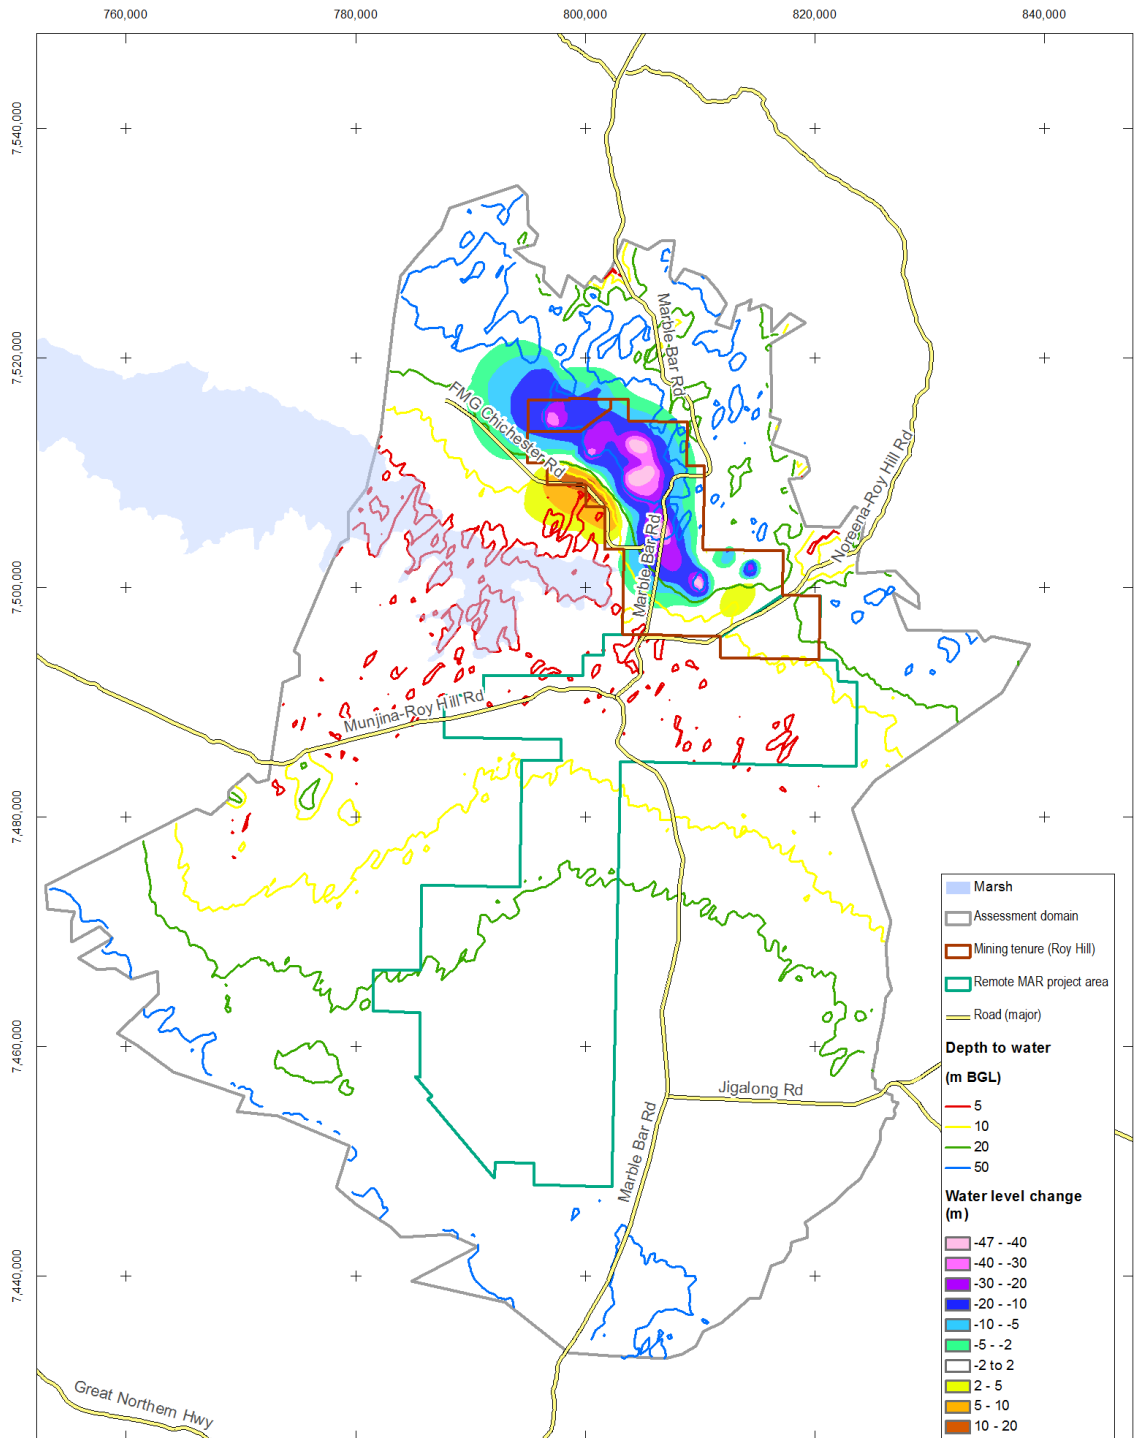 760,000
780,000
800,000
820,000
840,000
7,540,000
7,520,000
7,500,000
7,480,000
7,460,000
7,440,000
Marble Bar Rd
FMG Chichester Rd
Noreena-Roy Hill Rd
Marble Bar Rd
Munjina-Roy Hill Rd
Jigalong Rd
Marble Bar Rd
Great Northern Hwy
Marsh
Assessment domain
Mining tenure (Roy Hill)
Remote MAR project area
Road (major)
Depth to water
(m BGL)
5
10
20
50
Water level change
(m)
-47 - -40
-40 - -30
-30 - -20
-20 - -10
-10 - -5
-5 - -2
-2 to 2
2 - 5
5 - 10
10 - 20